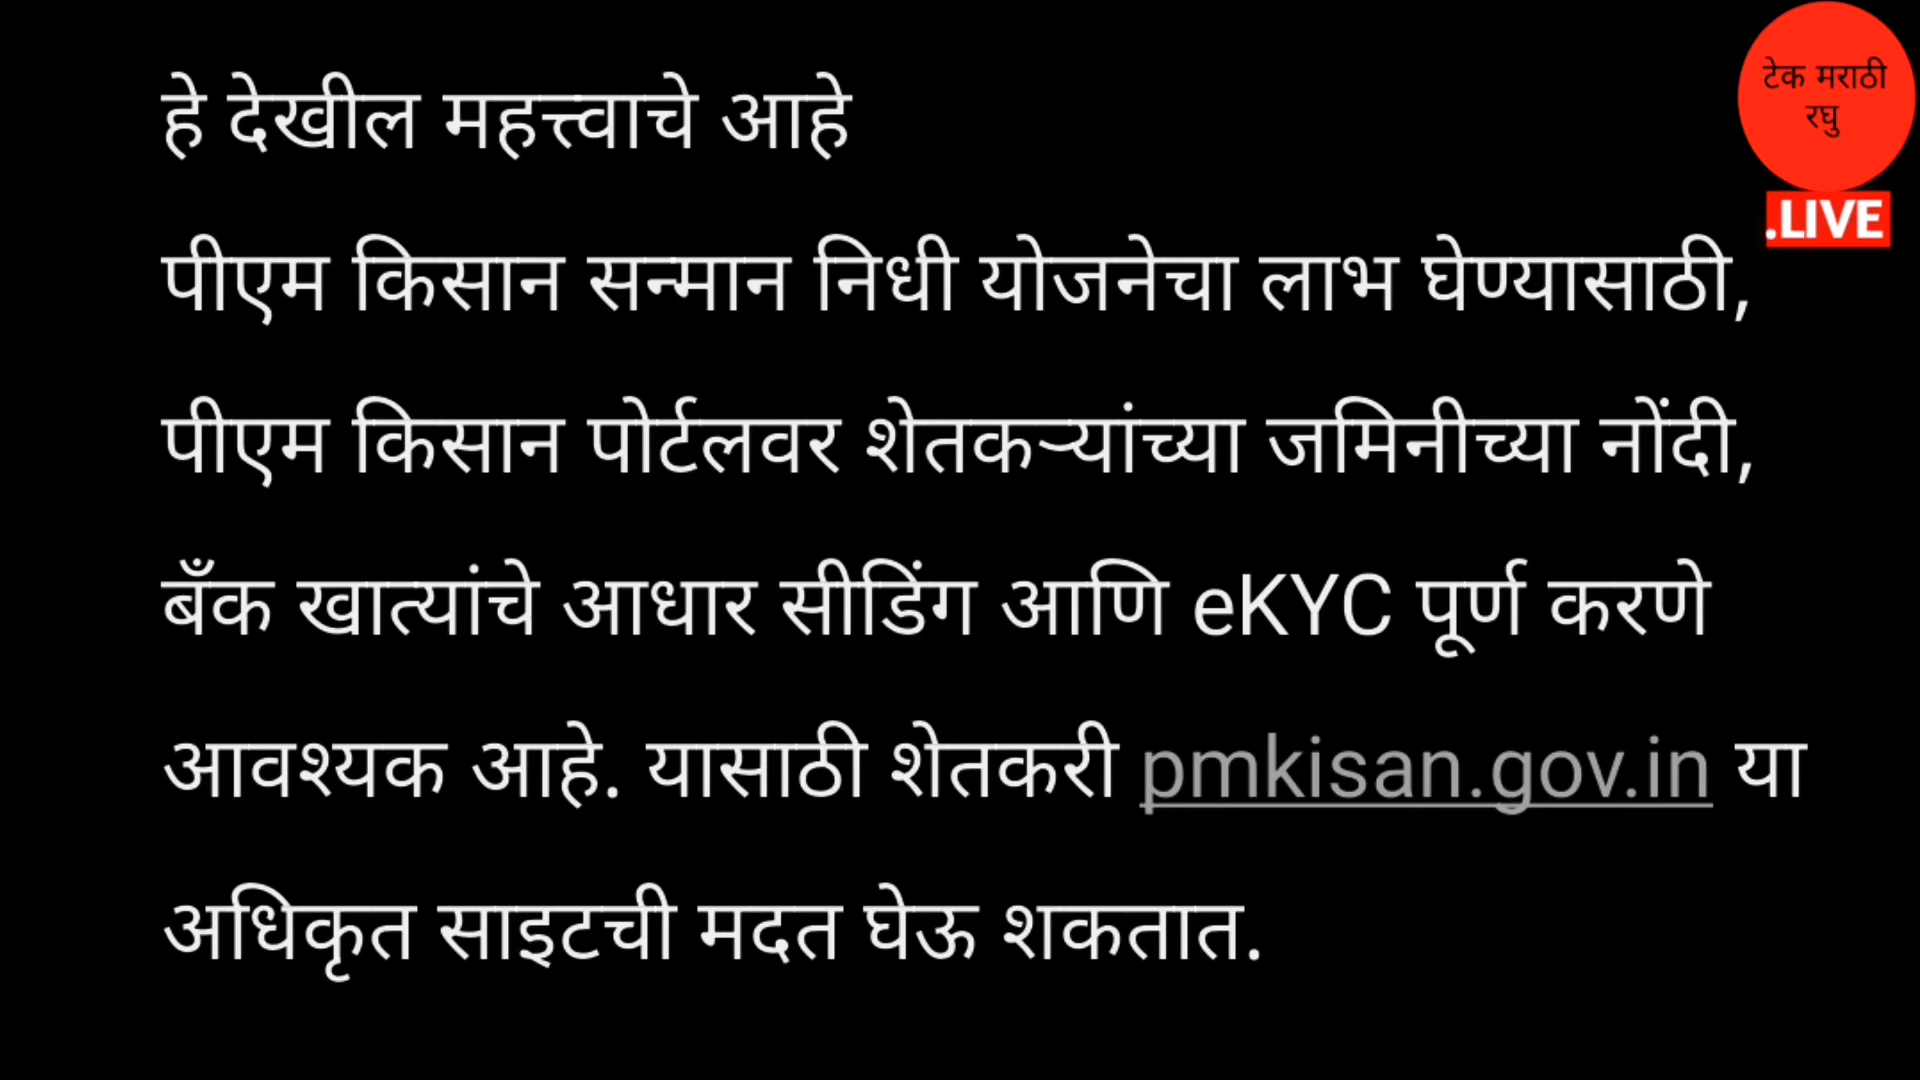 हे देखील महत्त्वाचे आहे
पीएम किसान सन्मान निधी योजनेचा लाभ घेण्यासाठी,
पीएम किसान पोर्टलवर शेतकऱ्यांच्या जमिनीच्या नोंदी,
बँक खात्यांचे आधार सीडिंग आणि eKYC पूर्ण करणे
आवश्यक आहे. यासाठी शेतकरी pmkisan.gov.in या
अधिकृत साइटची मदत घेऊ शकतात.
टेक मराठी
रघु
.LIVE